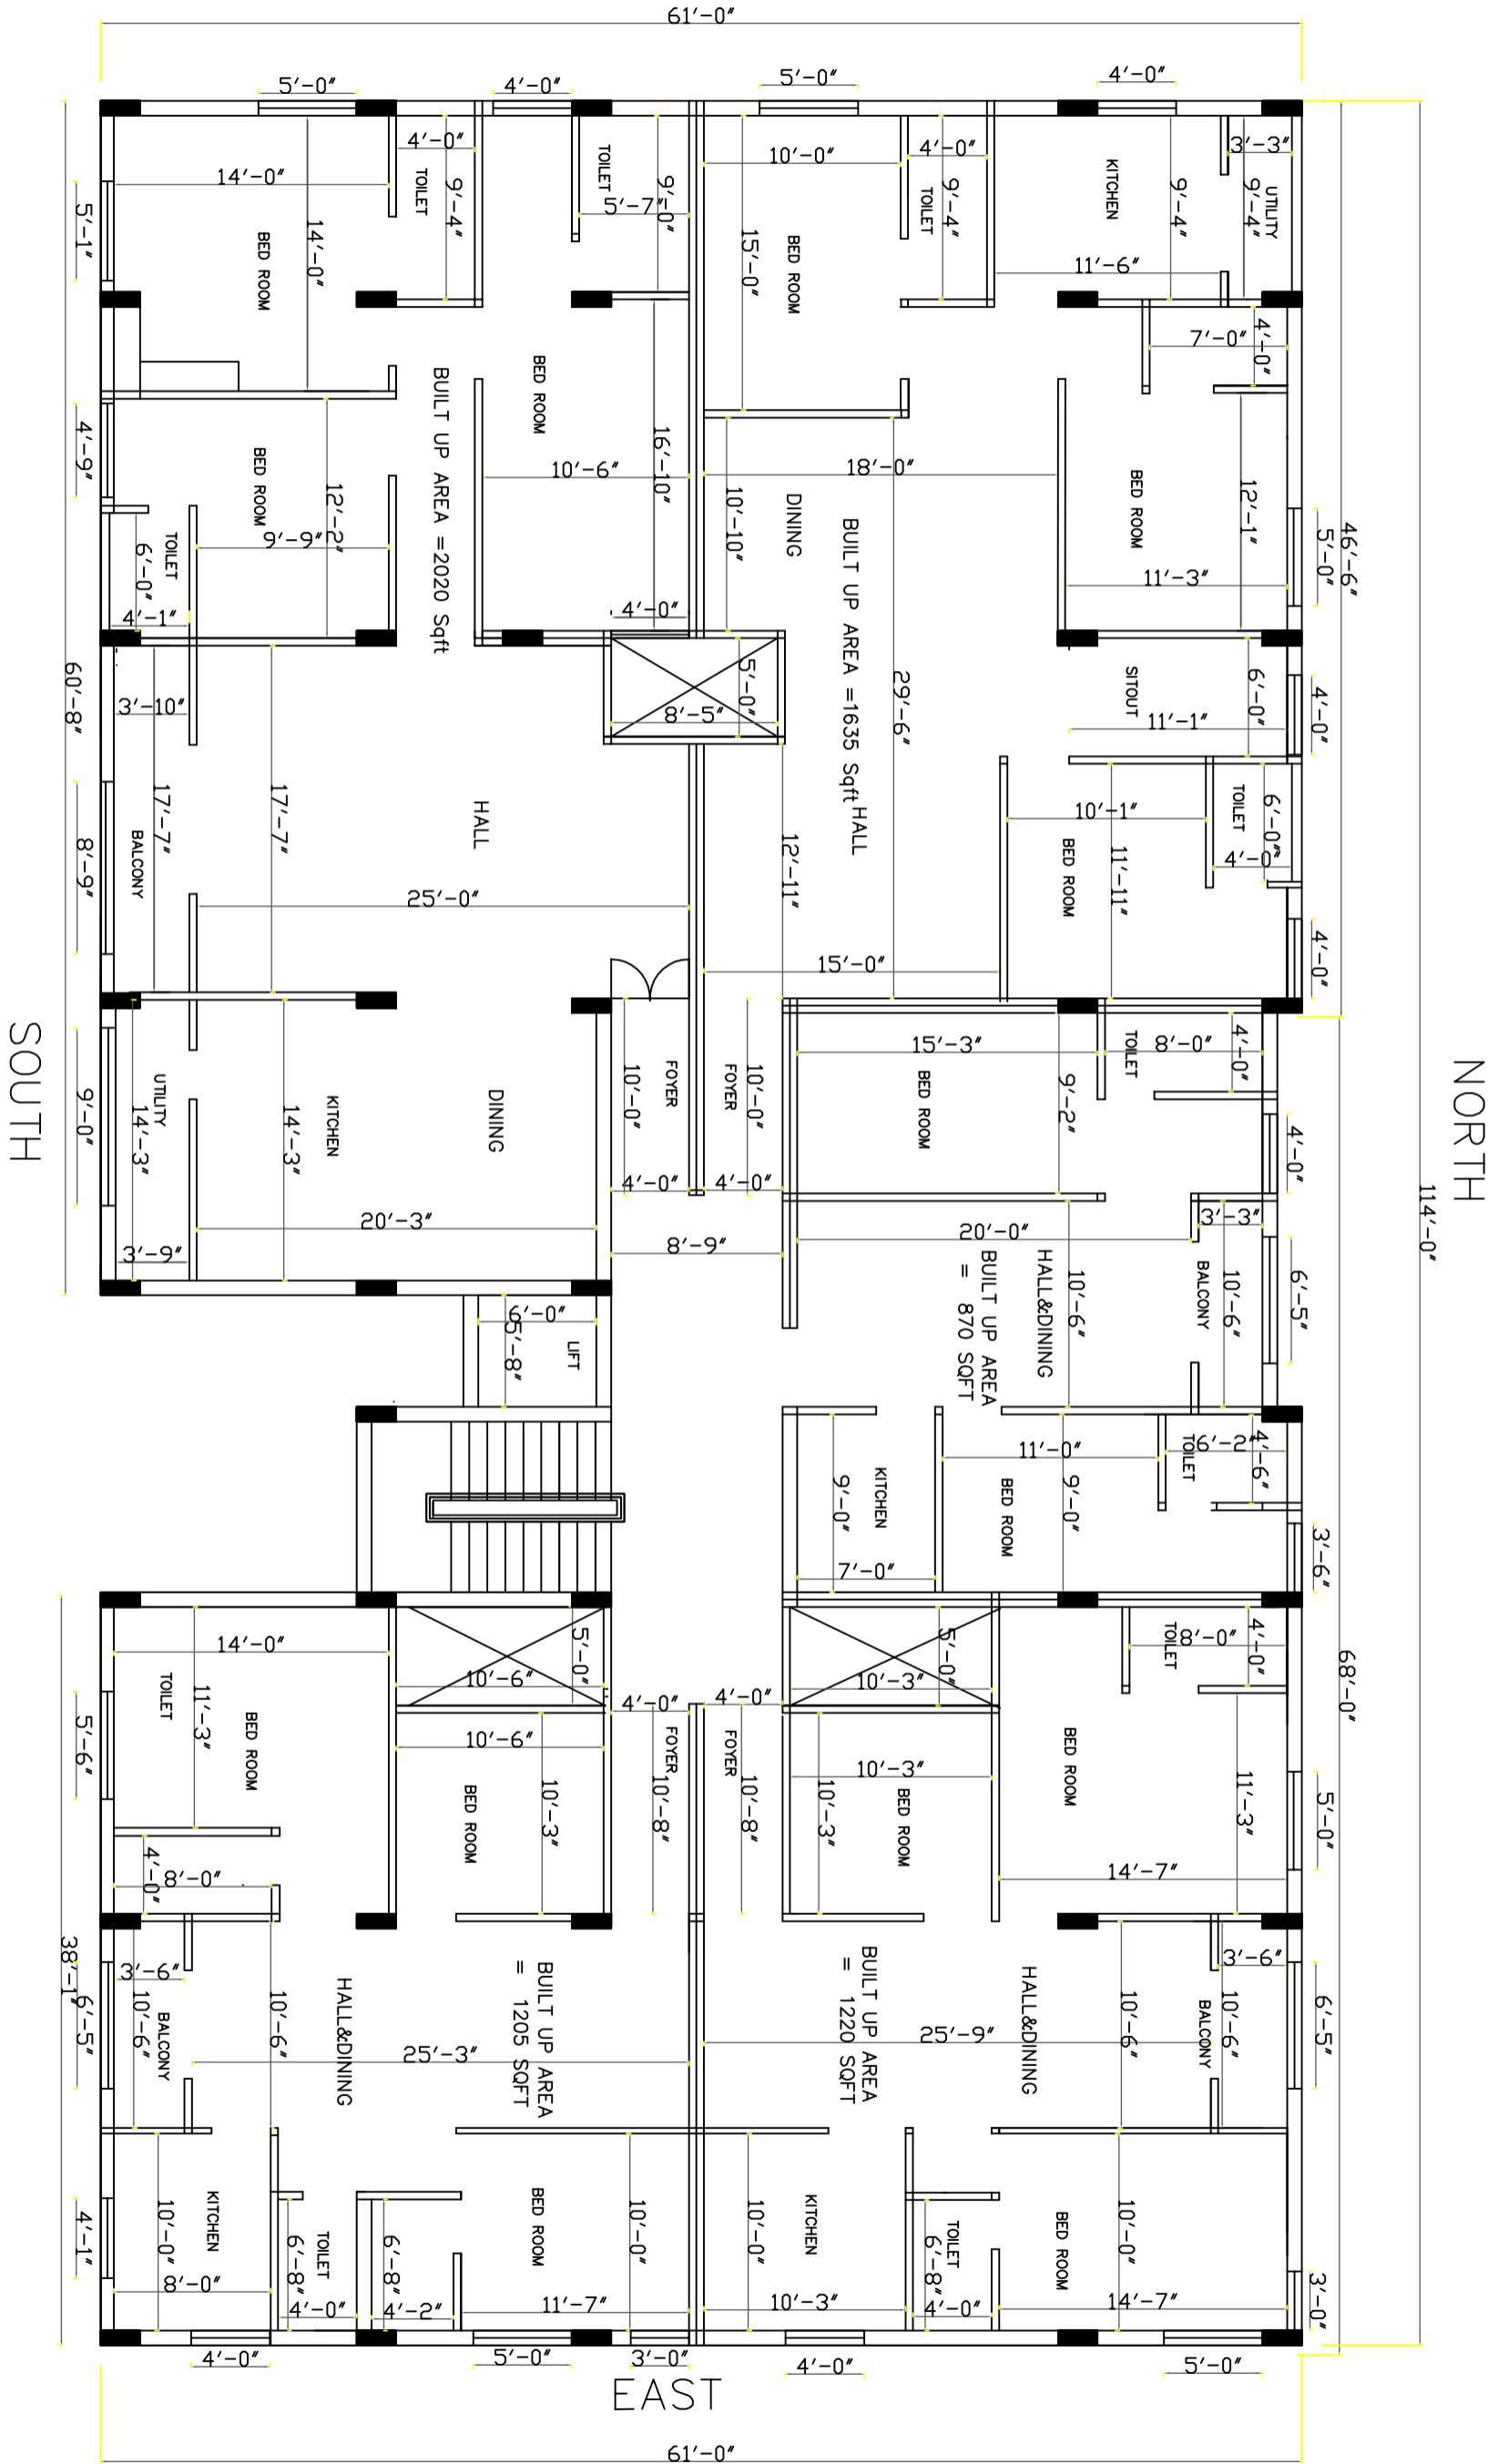 61'-0"
5'-0"
4'-0"
5'-0"
4'-0"
14'-0"
4'-0"
TOILET
9'-4"
TOILET
5'-7"
9'-0"
10'-0"
4'-0"
TOILET
9'-4"
KITCHEN
9'-4"
3'-3"
9'-4"
UTILITY
5'-1"
BED ROOM
14'-0"
15'-0"
BED ROOM
11'-6"
7'-0"
4'-0"
4'-9"
BED ROOM
12'-2"
9'-9"
BUILT UP AREA =2020 Sqft
BED ROOM
10'-6"
16'-10"
10'-10"
18'-0"
DINING
BUILT UP AREA =1635 Sqft
BED ROOM
12'-1"
11'-3"
5'-0"
46'-6"
TOILET
6'-0"
4'-1"
4'-0"
60'-8"
3'-10"
8'-5"
5'-0"
29'-6"
SITOUT
11'-1"
6'-0"
4'-0"
8'-9"
BALCONY
17'-7"
17'-7"
HALL
25'-0"
12'-11"
HALL
15'-0"
10'-1"
BED ROOM
11'-11"
TOILET
6'-0"
4'-0"
4'-0"
SOUTH
NORTH
114'-0"
9'-0"
UTILITY
14'-3"
3'-9"
14'-3"
KITCHEN
20'-3"
DINING
10'-0"
FOYER
4'-0"
FOYER
10'-0"
4'-0"
8'-9"
15'-3"
BED ROOM
9'-2"
TOILET
8'-0"
4'-0"
4'-0"
20'-0"
3'-3"
BUILT UP AREA
= 870 SQFT
HALL&DINING
10'-6"
BALCONY
10'-6"
6'-5"
6'-0"
5'-8"
LIFT
9'-0"
KITCHEN
7'-0"
11'-0"
BED ROOM
9'-0"
TOILET
6'-2"
4'-6"
3'-6"
68'-0"
14'-0"
TOILET
11'-3"
BED ROOM
5'-6"
4'-0"
8'-0"
10'-6"
5'-0"
10'-6"
BED ROOM
10'-3"
4'-0"
FOYER
10'-8"
4'-0"
FOYER
10'-8"
10'-3"
5'-0"
10'-3"
10'-3"
BED ROOM
TOILET
8'-0"
4'-0"
BED ROOM
11'-3"
14'-7"
5'-0"
38'-1"
6'-5"
3'-6"
10'-6"
BALCONY
10'-6"
HALL&DINING
25'-3"
BUILT UP AREA
= 1205 SQFT
BUILT UP AREA
= 1220 SQFT
25'-9"
HALL&DINING
10'-6"
BALCONY
10'-6"
3'-6"
6'-5"
4'-1"
10'-0"
KITCHEN
8'-0"
6'-8"
TOILET
4'-0"
6'-8"
4'-2"
BED ROOM
11'-7"
10'-0"
10'-0"
KITCHEN
10'-3"
6'-8"
TOILET
4'-0"
BED ROOM
10'-0"
14'-7"
3'-0"
4'-0"
5'-0"
3'-0"
4'-0"
5'-0"
EAST
61'-0"